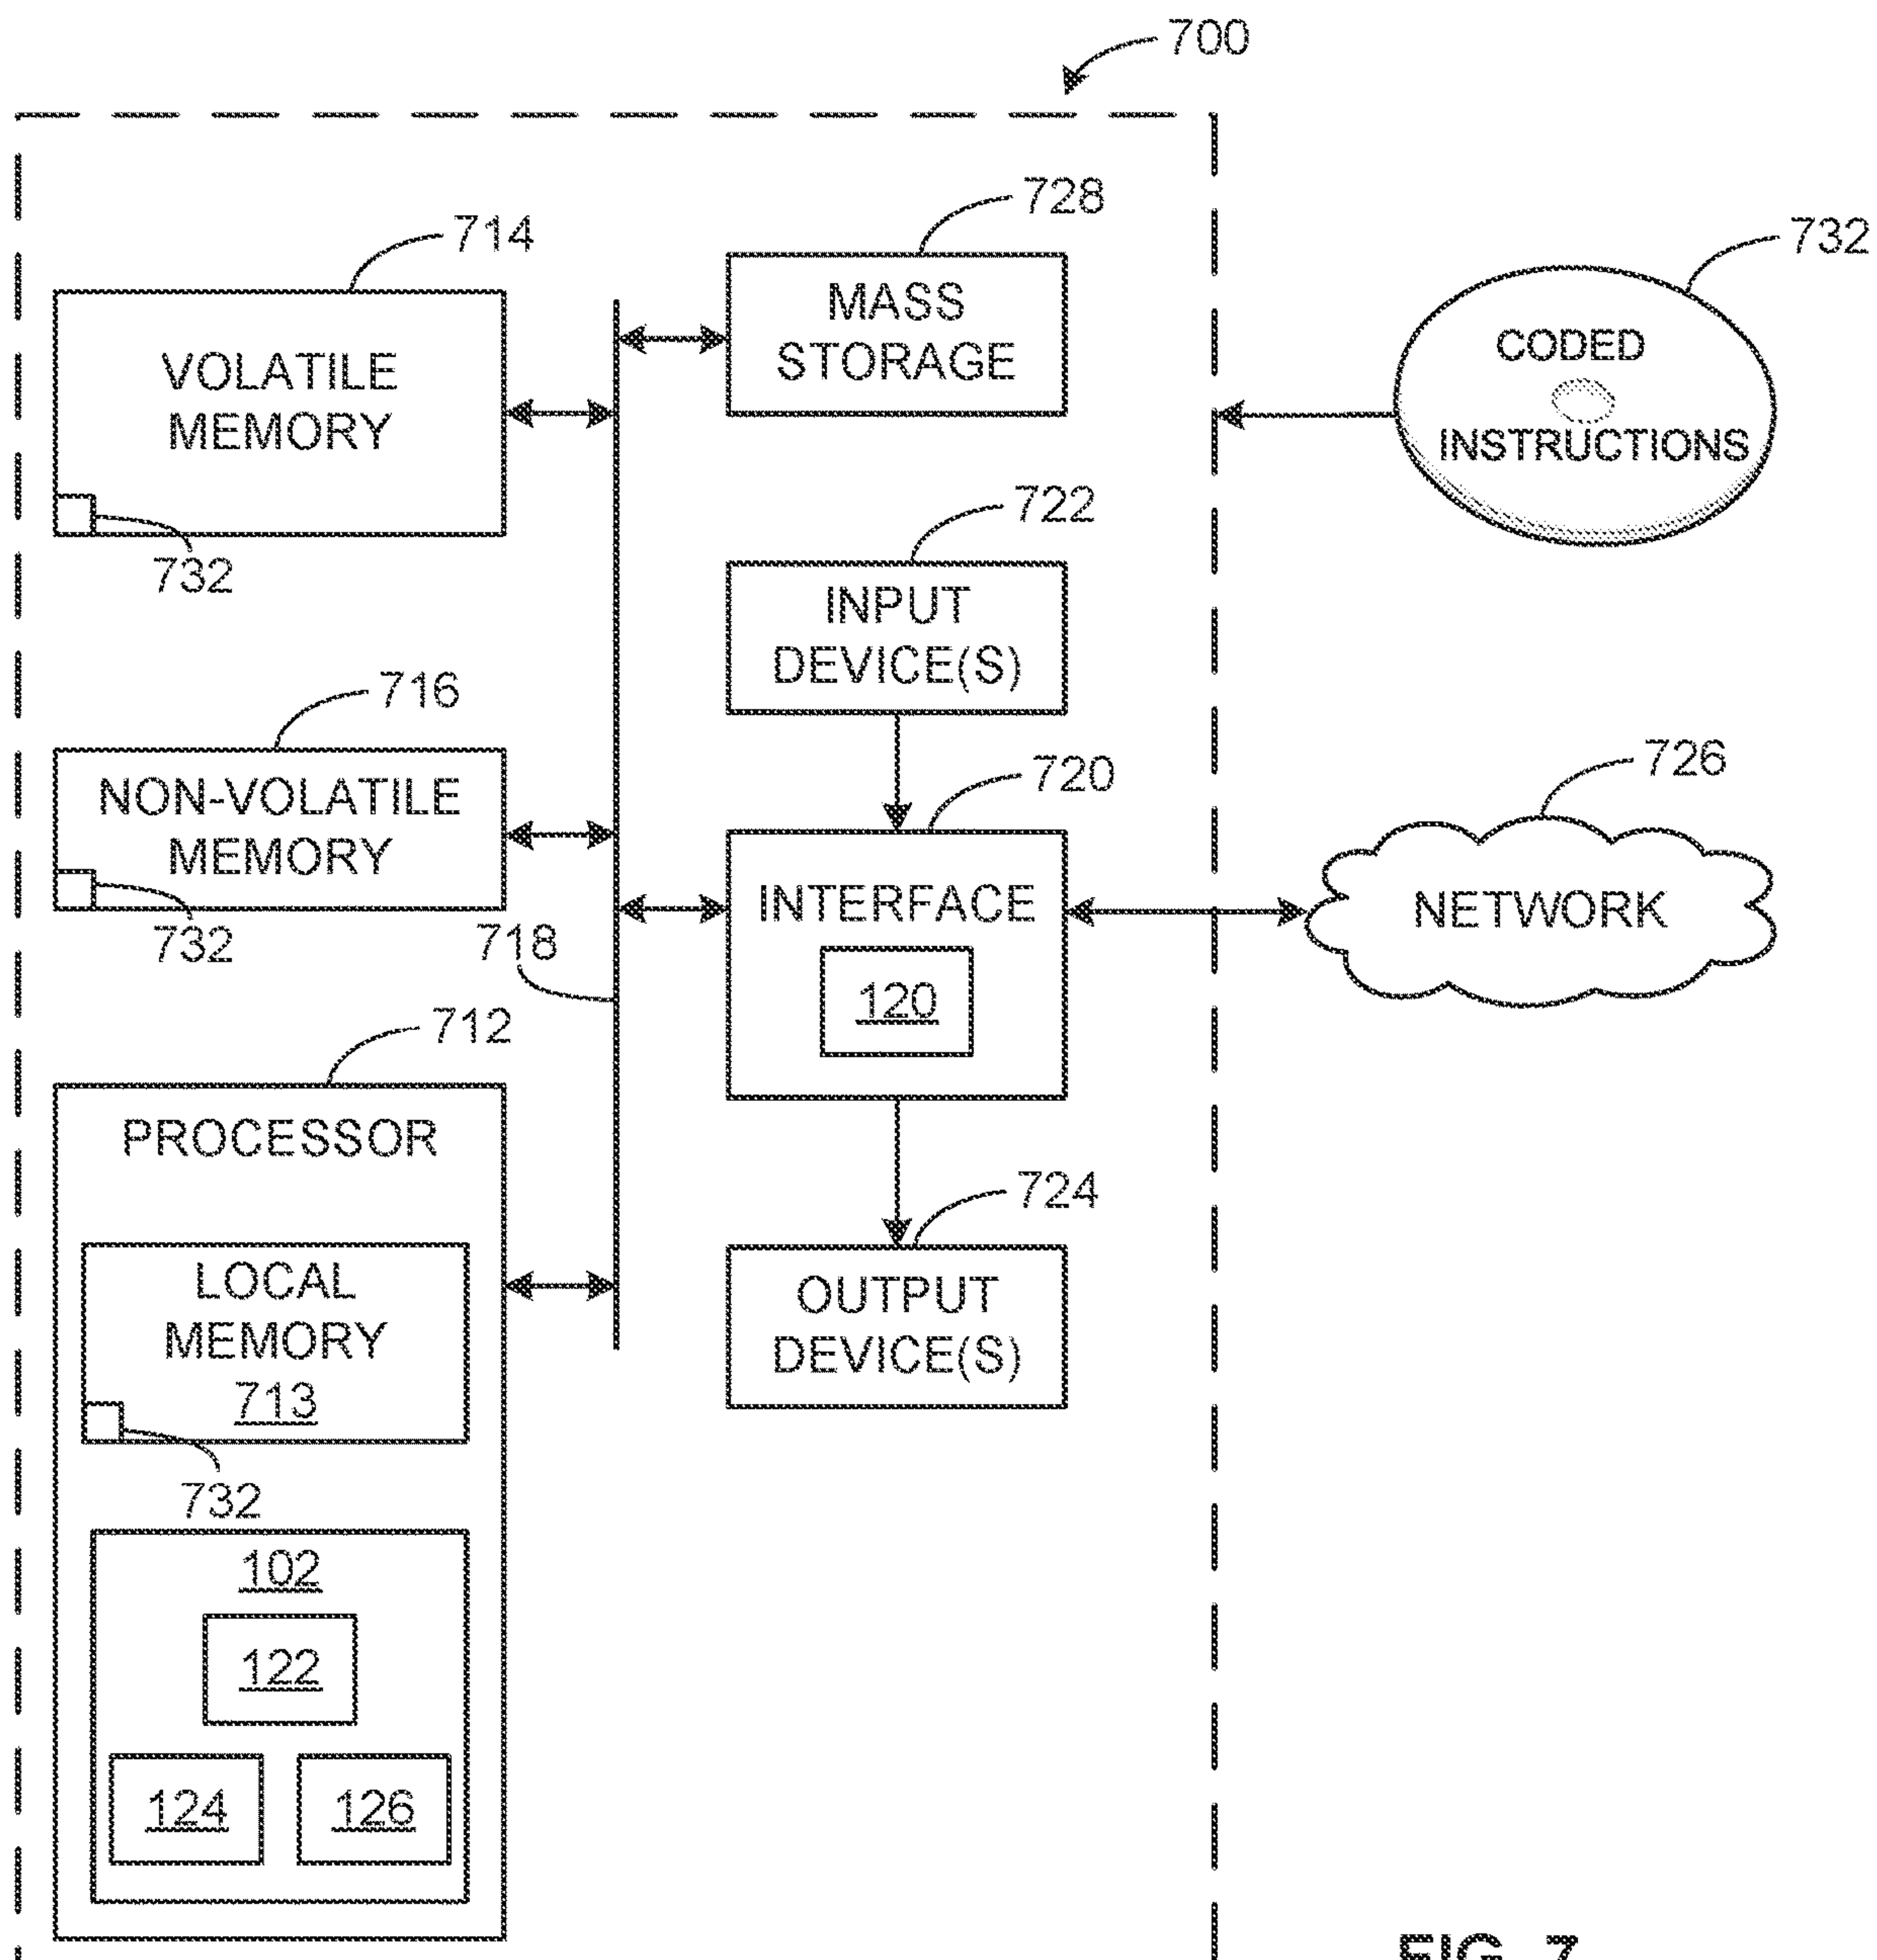 700
714
VOLATILE
MEMORY
732
728
MASS
STORAGE
732
CODED
INSTRUCTIONS
722
INPUT
DEVICE(S)
716
NON-VOLATILE
MEMORY
732
718
720
INTERFACE
120
726
NETWORK
712
PROCESSOR
LOCAL
MEMORY
713
732
724
OUTPUT
DEVICE(S)
102
122
124
126
FIG. 7